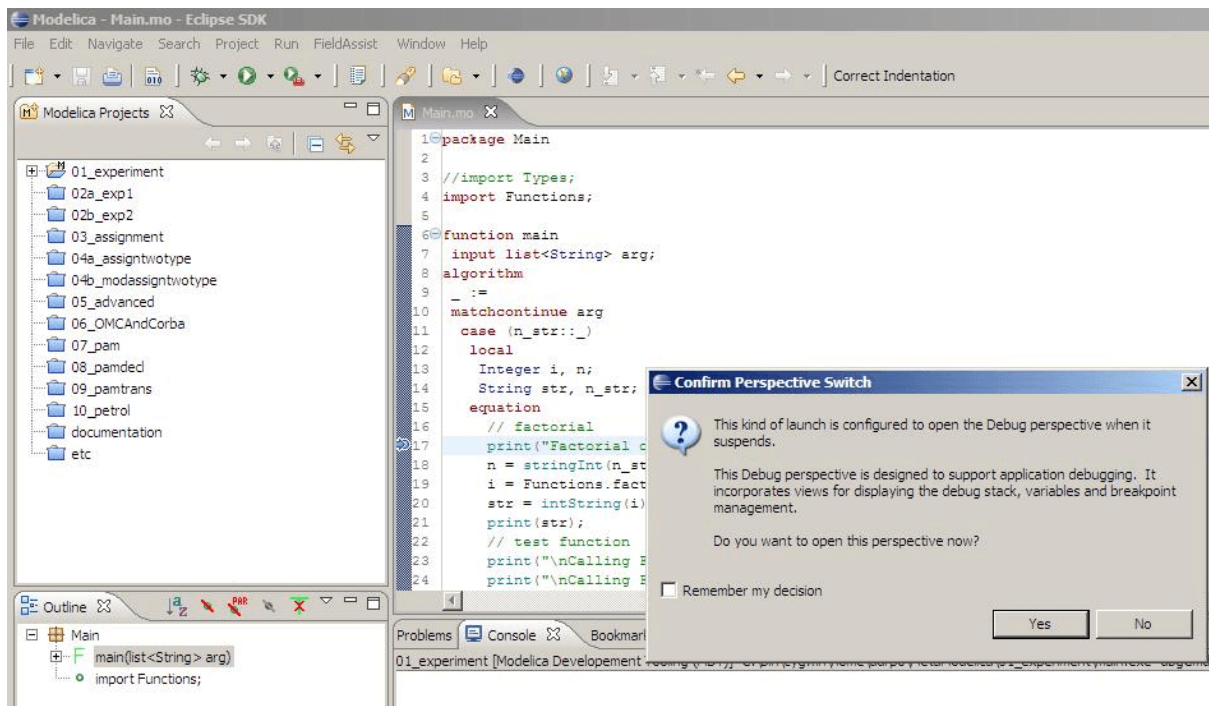 Modelica - Main.mo - Eclipse SDK
File Edit Navigate Search Project Run FieldAssist Window Help
010
Correct Indentation
Modelica Projects
01_experiment
02a_exp1
02b_exp2
03_assignment
04a_assigntwotype
04b_modassigntwotype
05_advanced
06_OMCAndCorba
07_pam
08_pamdecl
09_pamtrans
10_petrol
documentation
etc
Outline
Main
main(list<String> arg)
import Functions;
Main.mo
1 package Main
2
3 //import Types;
4 import Functions;
5
6 function main
7 input list<String> arg;
8 algorithm
9 _ :=
10 matchcontinue arg
11 case (n_str::_)
12 local
13 Integer i, n;
14 String str, n_str;
15 equation
16 // factorial
17 print("Factorial
18 n = stringInt(n_st
19 i = Functions.fact
20 str = intString(i)
21 print(str);
22 // test function
23 print("\nCalling
24 print("\nCalling
Confirm Perspective Switch
This kind of launch is configured to open the Debug perspective when it
suspends.
This Debug perspective is designed to support application debugging. It
incorporates views for displaying the debug stack, variables and breakpoint
management.
Do you want to open this perspective now?
Remember my decision
Yes No
Problems Console Bookmar
01_experiment [Modelica Developement